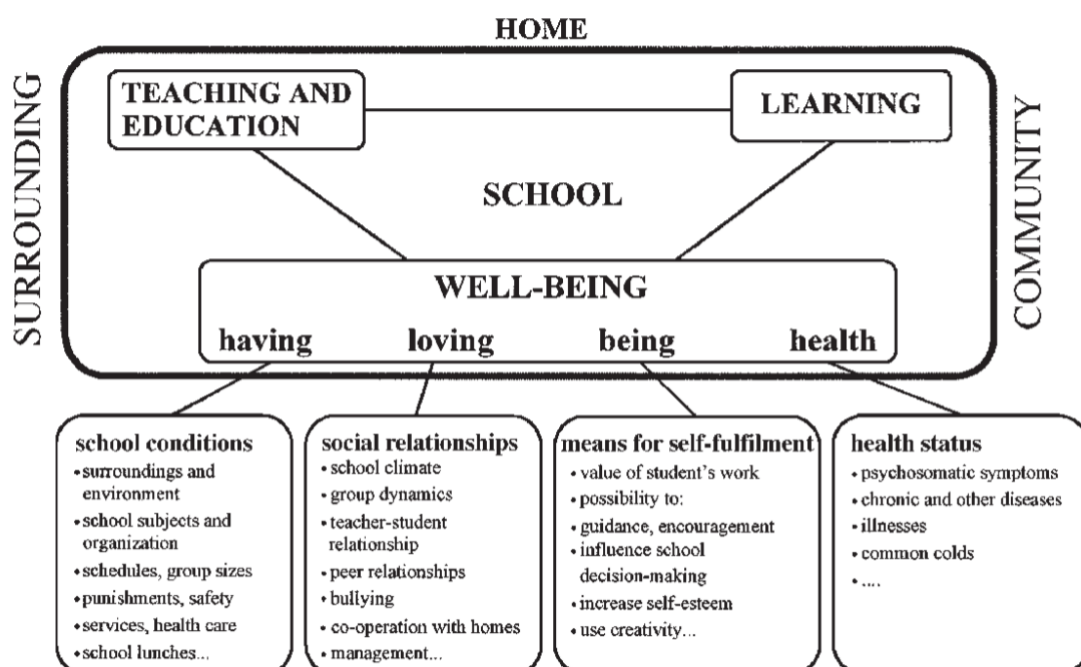 HOME
SURROUNDING
COMMUNITY
TEACHING AND
EDUCATION
LEARNING
SCHOOL
WELL-BEING
having loving being health
school conditions
• surroundings and
environment
• school subjects and
organization
• schedules, group sizes
• punishments, safety
• services, health care
• school lunches...
social relationships
• school climate
• group dynamics
• teacher-student
relationship
• peer relationships
• bullying
• co-operation with homes
• management...
means for self-fulfilment
• value of student's work
• possibility to:
• guidance, encouragement
• influence school
decision-making
• increase self-esteem
• use creativity...
health status
• psychosomatic symptoms
• chronic and other diseases
• illnesses
• common colds
• ....